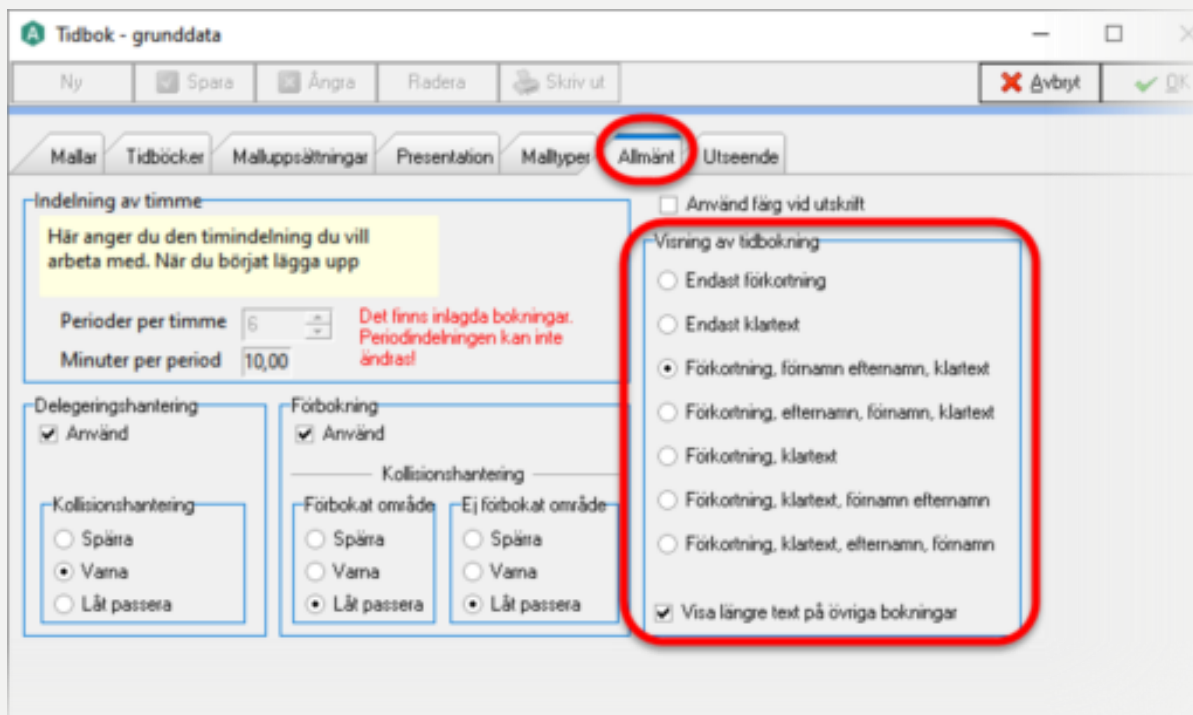 Tidbok - grunddata
Ny Spara Ångra Radera Skriv ut Avbryt OK
Mallar Tidböcker Malluppsättningar Presentation Malltyper Allmänt Utseende
Indelning av timme
Här anger du den timindelning du vill
arbeta med. När du börjat lägga upp
Perioder per timme 6
Minuter per period 10,00
Det finns inlagda bokningar.
Periodindelningen kan inte
ändras!
Delegeringshantering
Använd
Kollisionshantering
Spärra
Varna
Låt passera
Förbokning
Använd
Kollisionshantering
Förbokat område
Spärra
Varna
Låt passera
Ej förbokat område
Spärra
Varna
Låt passera
Använd färg vid utskrift
Visning av tidbokning
Endast förkortning
Endast klartext
Förkortning, förnamn efternamn, klartext
Förkortning, efternamn, förnamn, klartext
Förkortning, klartext
Förkortning, klartext, förnamn efternamn
Förkortning, klartext, efternamn, förnamn
Visa längre text på övriga bokningar